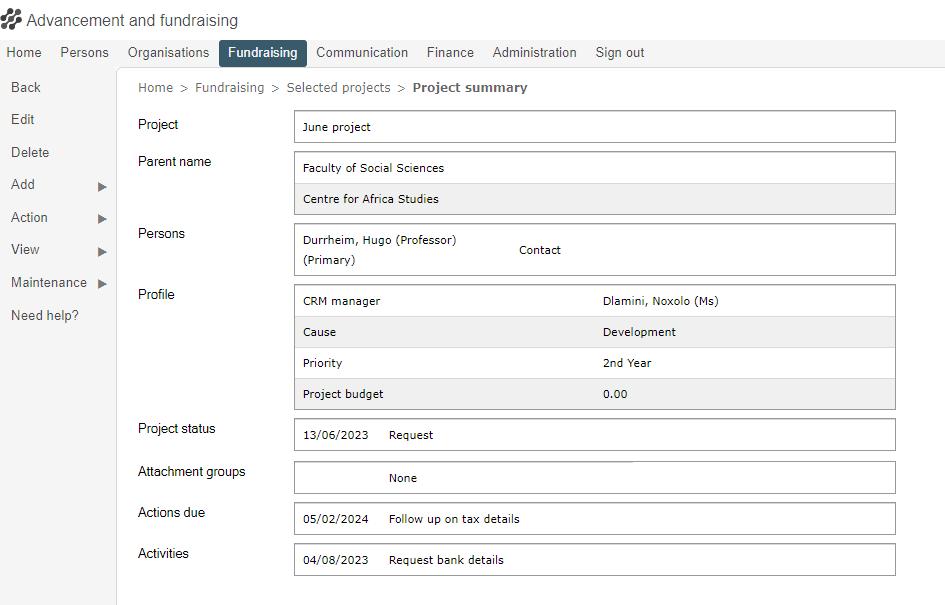 Advancement and fundraising
Home Persons Organisations Fundraising Communication Finance Administration Sign out
Back
Edit
Delete
Add
Action
View
Maintenance
Need help?
Home > Fundraising > Selected projects > Project summary
Project June project
Parent name Faculty of Social Sciences
Centre for Africa Studies
Persons Durrheim, Hugo (Professor)
(Primary) Contact
Profile CRM manager Dlamini, Noxolo (Ms)
Cause Development
Priority 2nd Year
Project budget 0.00
Project status 13/06/2023 Request
Attachment groups None
Actions due 05/02/2024 Follow up on tax details
Activities 04/08/2023 Request bank details